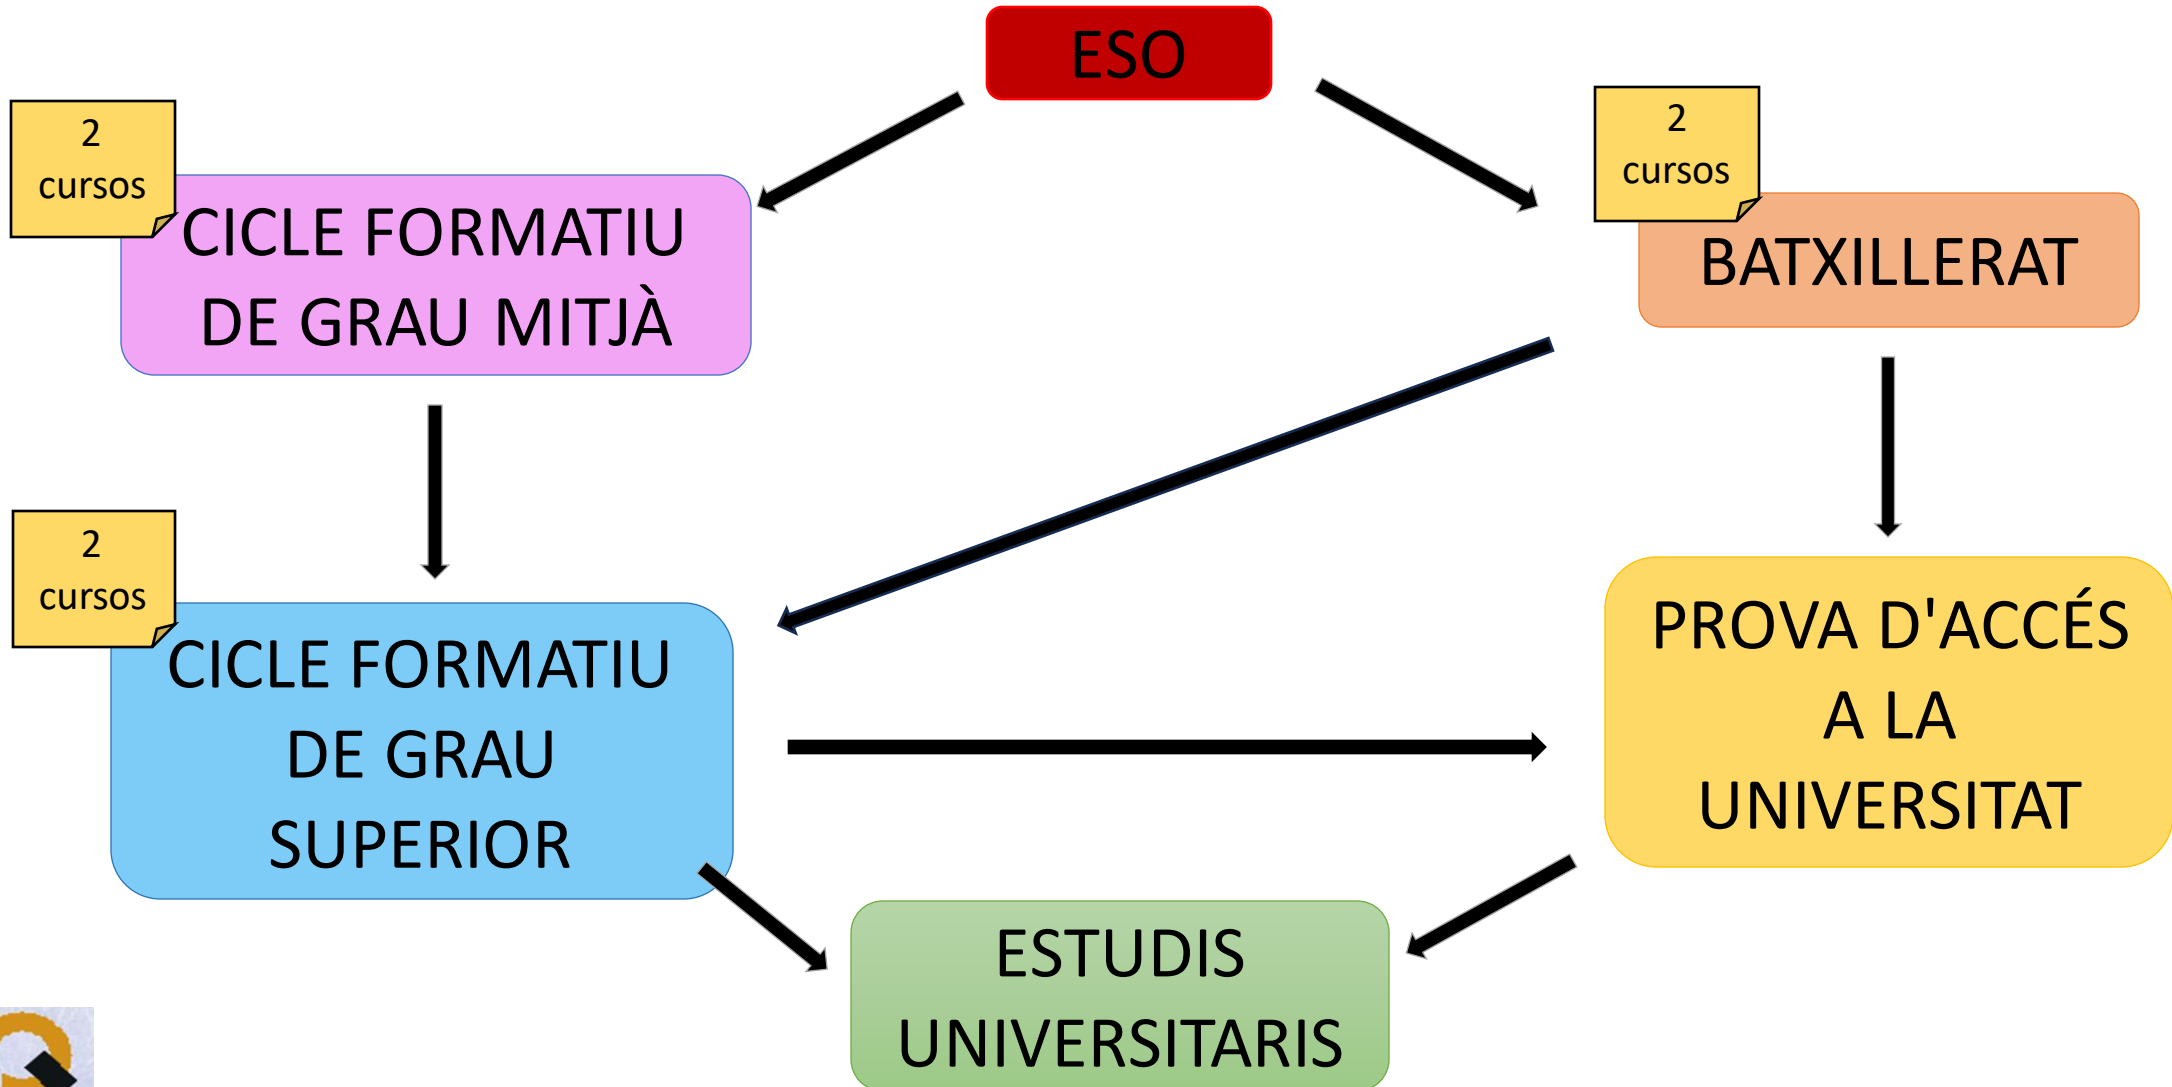 ESO
2
cursos
CICLE FORMATIU
DE GRAU MITJÀ
2
cursos
BATXILLERAT
2
cursos
CICLE FORMATIU
DE GRAU
SUPERIOR
PROVA D'ACCÉS
A LA
UNIVERSITAT
ESTUDIS
UNIVERSITARIS